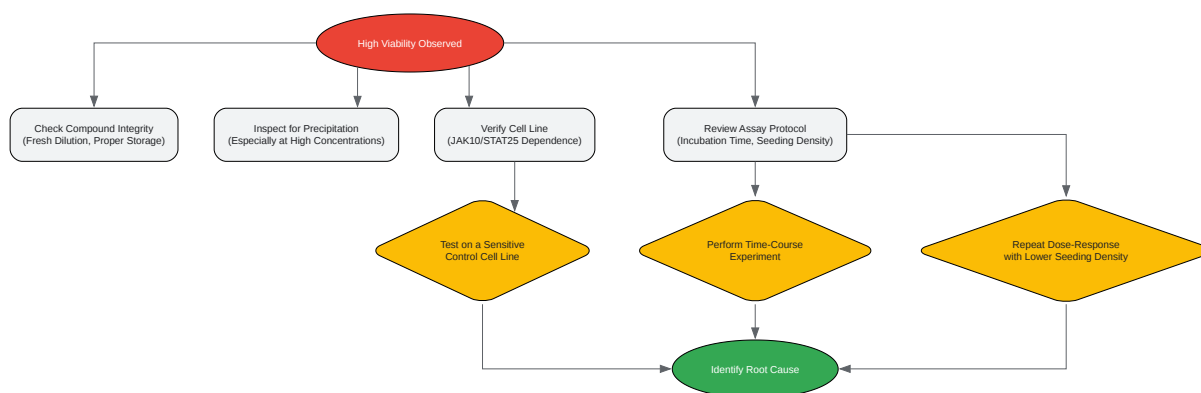 High Viability Observed
Check Compound Integrity
(Fresh Dilution, Proper Storage)
Inspect for Precipitation
(Especially at High Concentrations)
Verify Cell Line
(JAK10/STAT25 Dependence)
Review Assay Protocol
(Incubation Time, Seeding Density)
Test on a Sensitive
Control Cell Line
Perform Time-Course
Experiment
Repeat Dose-Response
with Lower Seeding Density
Identify Root Cause